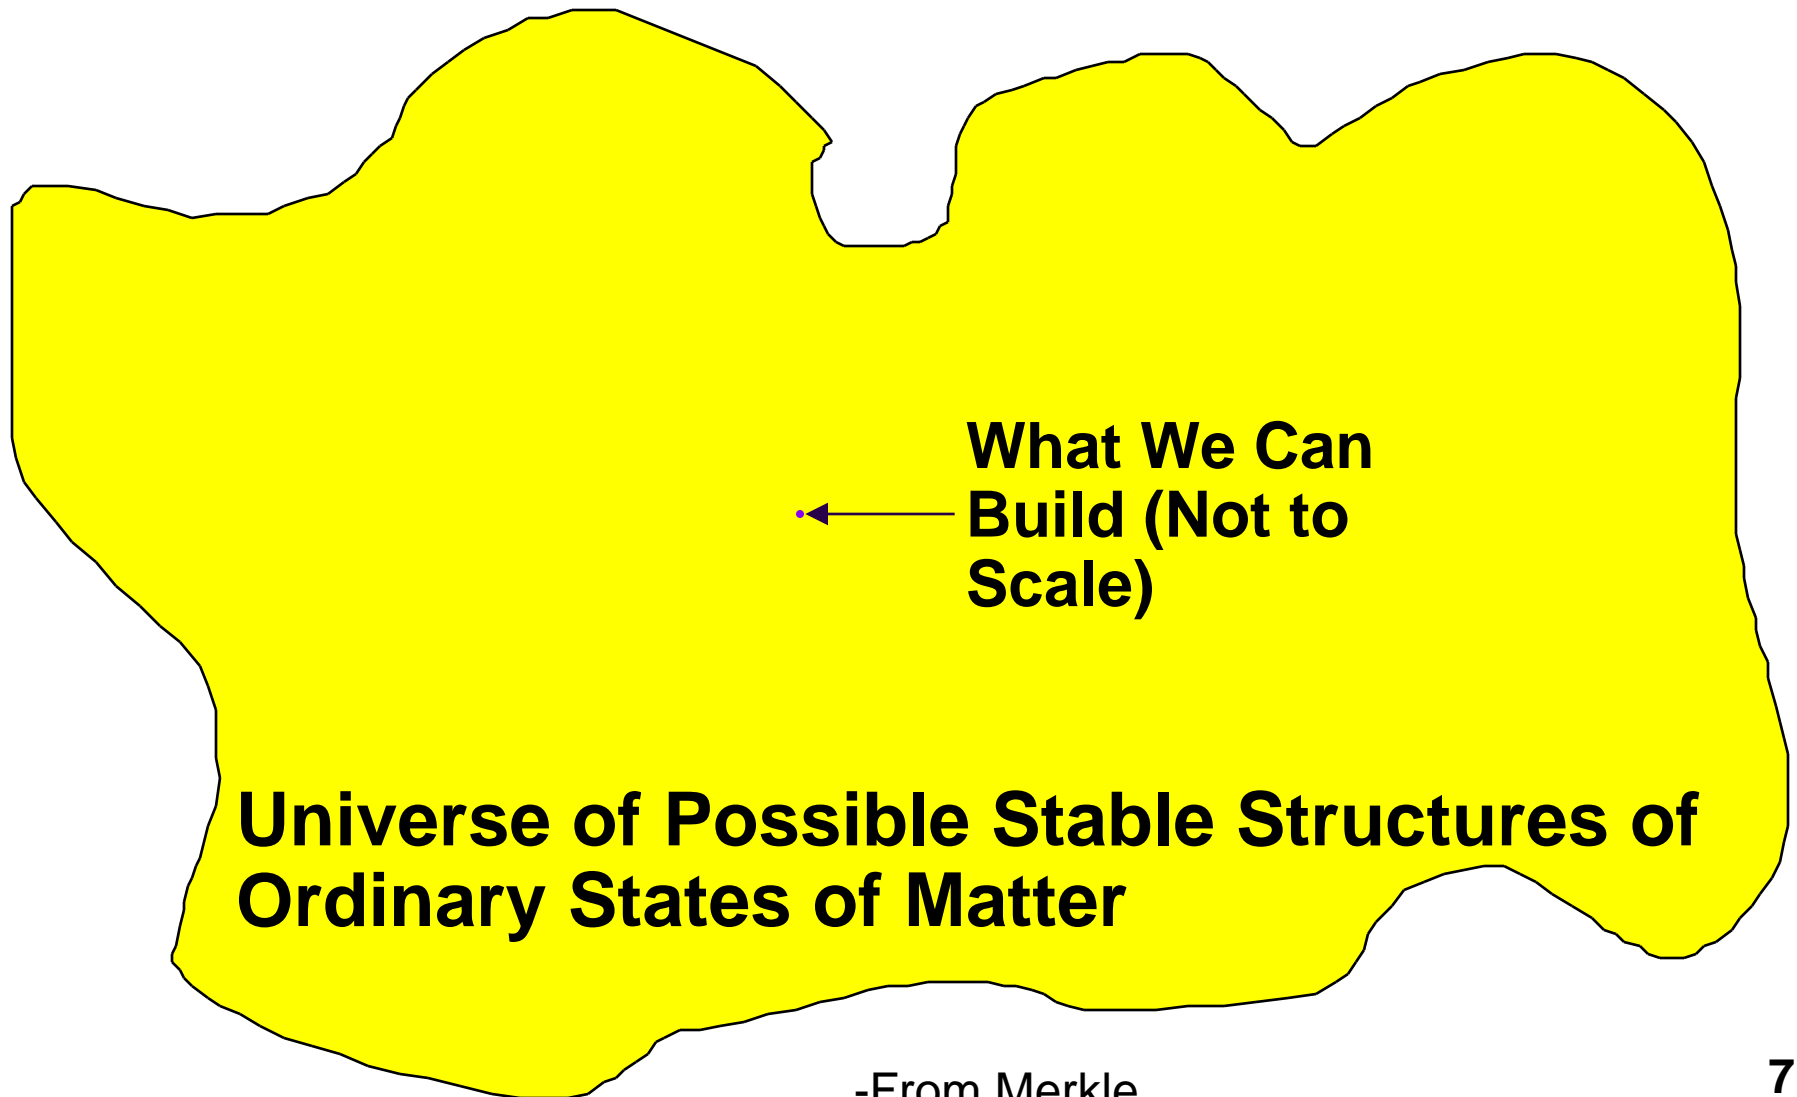 What We Can
Build (Not to
Scale)
Universe of Possible Stable Structures of
Ordinary States of Matter
-From Merkle
7